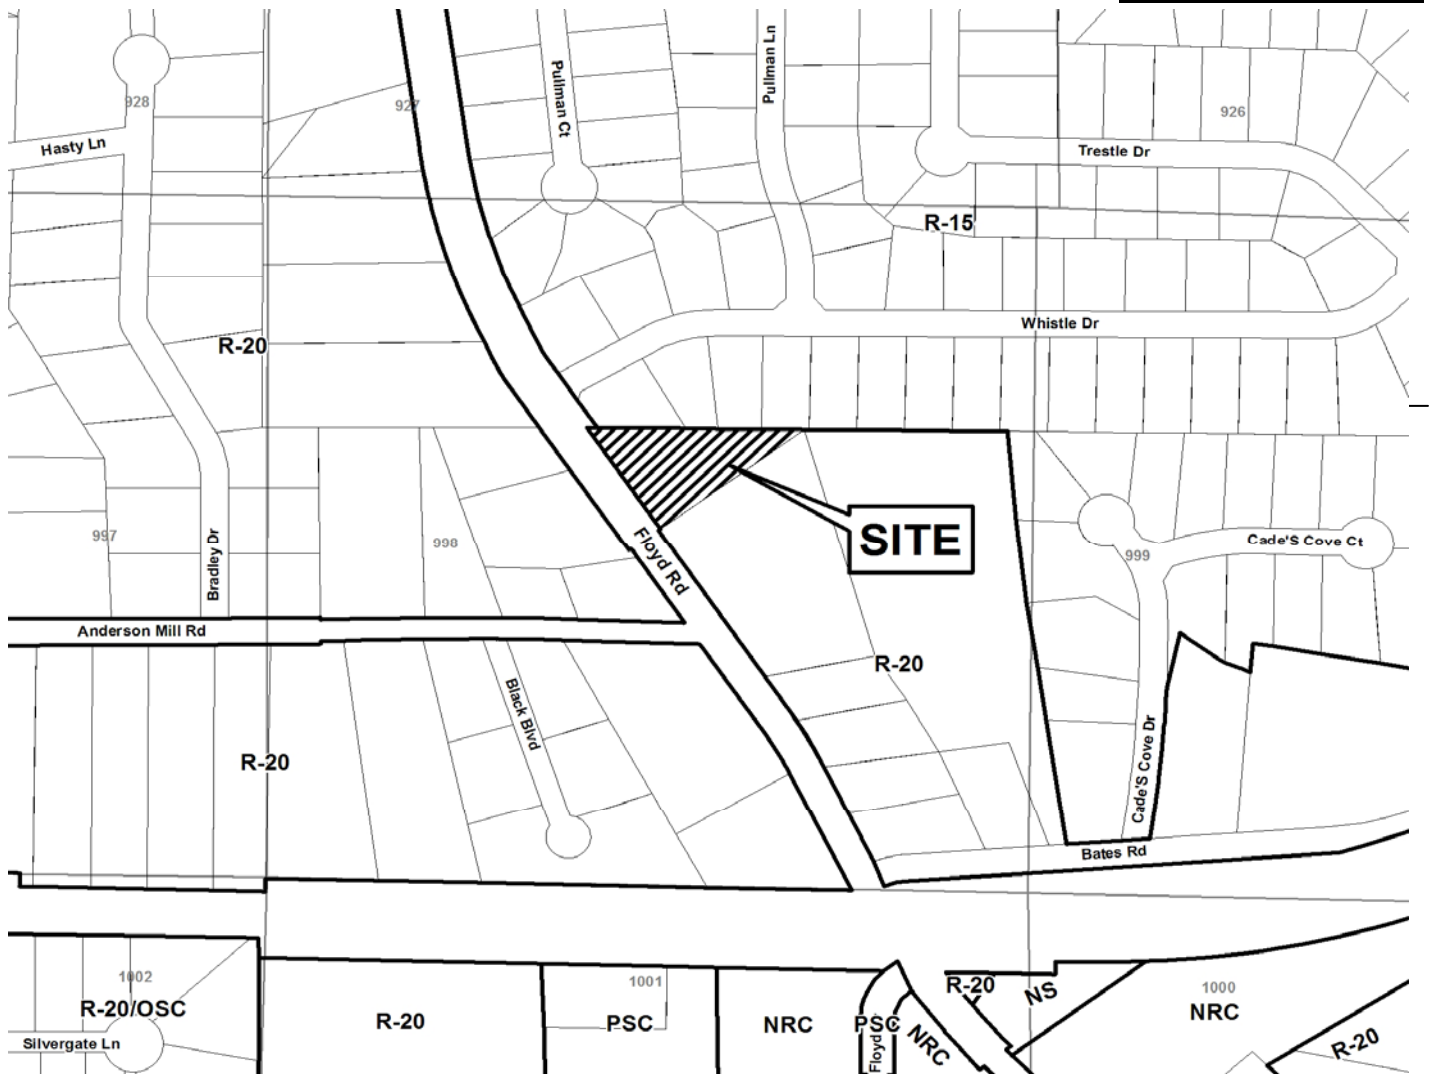 Pullman Ln
Pullman Ct
928
927
926
Hasty Ln
Trestle Dr
R-15
Whistle Dr
R-20
SITE
997
998
Floyd Rd
999
Cade'S Cove Ct
Bradley Dr
Anderson Mill Rd
R-20
Black Blvd
R-20
Cade'S Cove Dr
Bates Rd
1002
1001
R-20
NS
1000
R-20/OSC
R-20
PSC
NRC
PSC
NRC
NRC
Silvergate Ln
Floyd
R-20